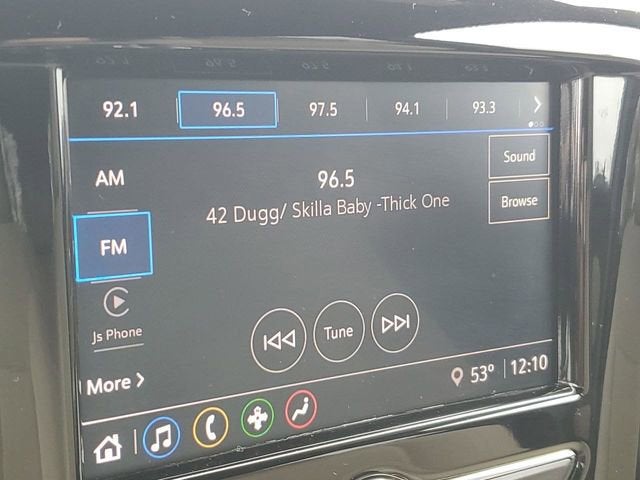 92.1 96.5 97.5 94.1 93.3
AM
96.5
Sound
42 Dugg/ Skilla Baby -Thick One
Browse
FM
Js Phone
Tune
More
53° 12:10